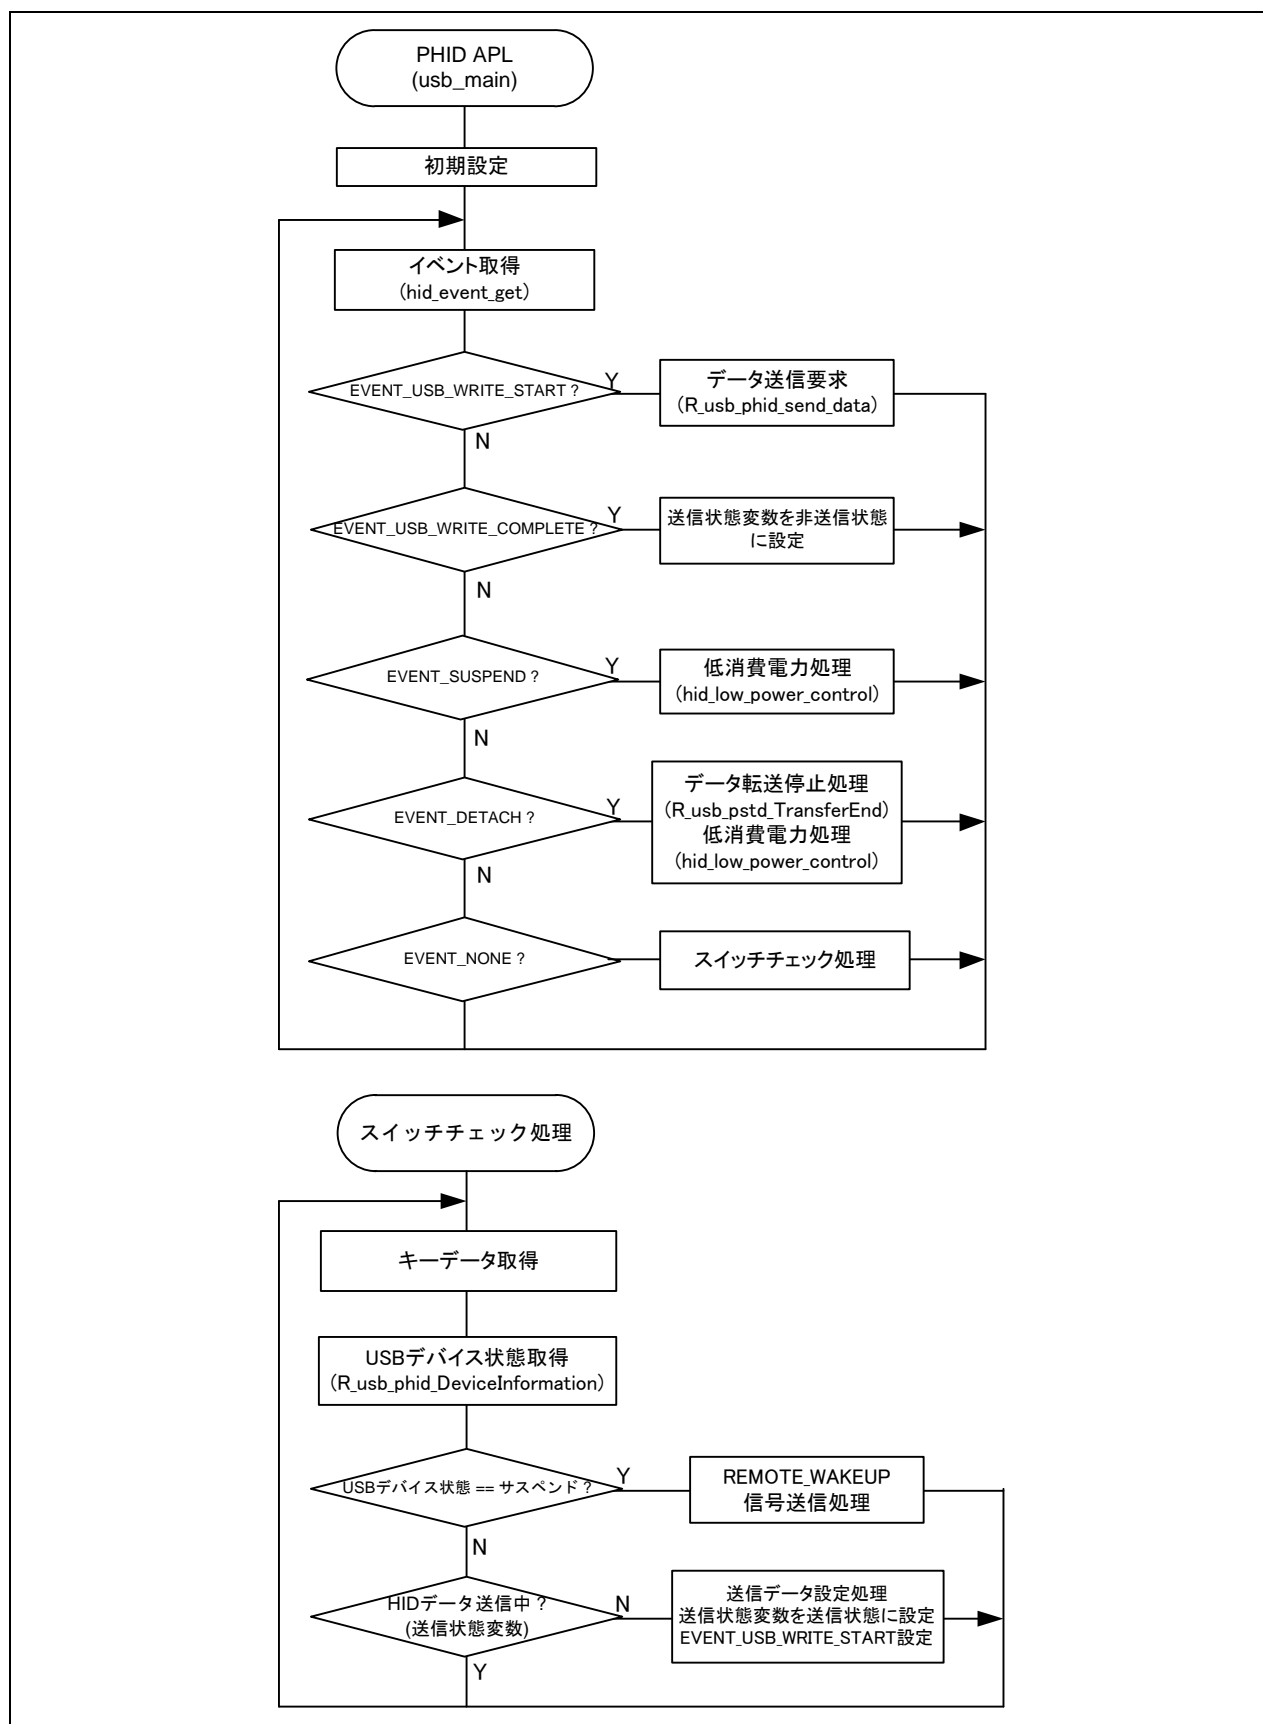 PHID APL
(usb_main)
初期設定
イベント取得
(hid_event_get)
EVENT_USB_WRITE_START ?
Y
データ送信要求
(R_usb_phid_send_data)
N
EVENT_USB_WRITE_COMPLETE ?
Y
送信状態変数を非送信状態
に設定
N
EVENT_SUSPEND ?
Y
低消費電力処理
(hid_low_power_control)
N
EVENT_DETACH ?
Y
データ転送停止処理
(R_usb_pstd_TransferEnd)
低消費電力処理
(hid_low_power_control)
N
EVENT_NONE ?
スイッチチェック処理
スイッチチェック処理
キーデータ取得
USBデバイス状態取得
(R_usb_phid_DeviceInformation)
USBデバイス状態 == サスペンド ?
Y
REMOTE_WAKEUP
信号送信処理
N
HIDデータ送信中 ?
(送信状態変数)
N
送信データ設定処理
送信状態変数を送信状態に設定
EVENT_USB_WRITE_START設定
Y